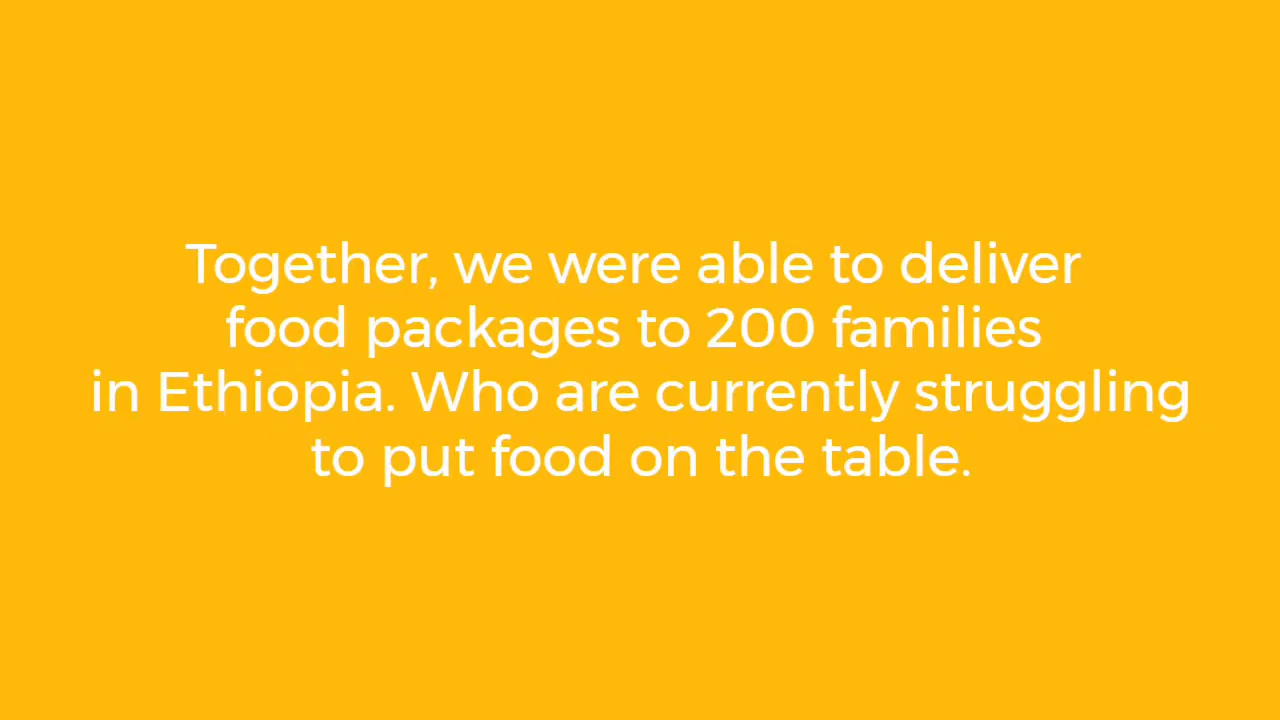 Together, we were able to deliver
food packages to 200 families
in Ethiopia. Who are currently struggling
to put food on the table.